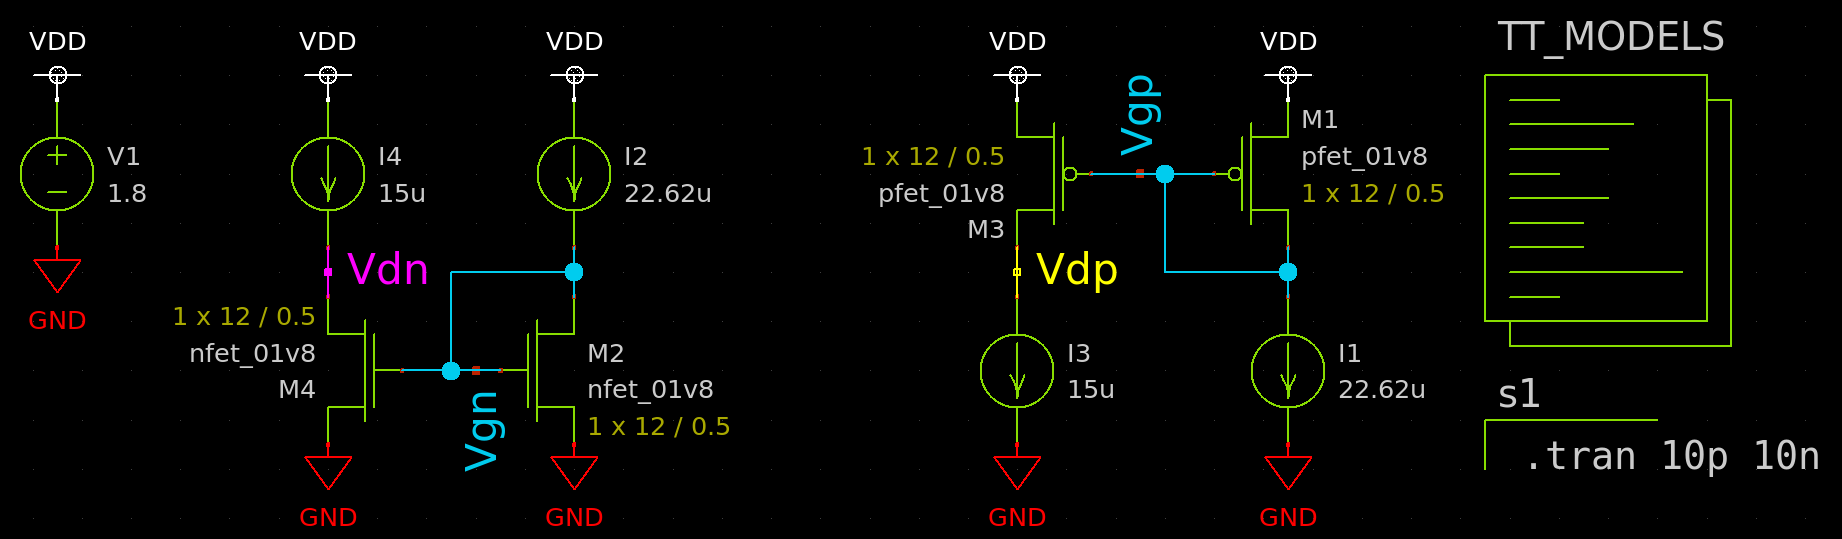 VDD
V1
1.8
GND
VDD
I4
15u
Vdn
1 x 12 / 0.5
nfet_01v8
M4
GND
VDD
I2
22.62u
Vgn
M2
nfet_01v8
1 x 12 / 0.5
GND
VDD
1 x 12 / 0.5
pfet_01v8
M3
Vgp
Vdp
I3
15u
GND
VDD
M1
pfet_01v8
1 x 12 / 0.5
I1
22.62u
GND
TT_MODELS
s1
.tran 10p 10n